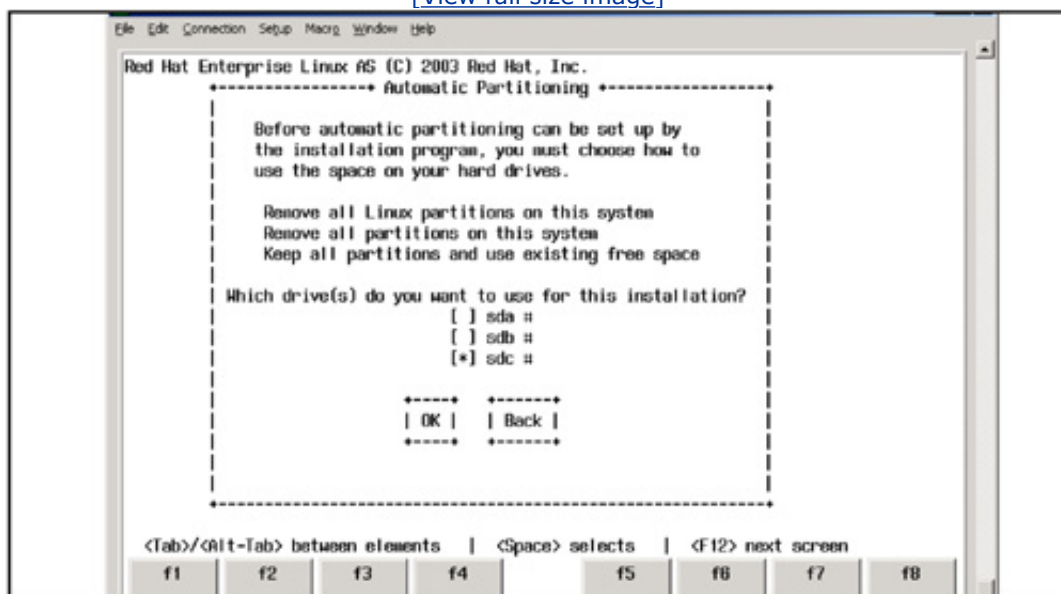 [View full size image]
File Edit Connection Setup Macro Window Help
Red Hat Enterprise Linux AS (C) 2003 Red Hat, Inc.
Automatic Partitioning
Before automatic partitioning can be set up by
the installation program, you must choose how to
use the space on your hard drives.
Remove all Linux partitions on this system
Remove all partitions on this system
Keep all partitions and use existing free space
Which drive(s) do you want to use for this installation?
[ ] sda #
[ ] sdb #
[*] sdc #
| OK | | Back |
<Tab>/<Alt-Tab> between elements | <Space> selects | <F12> next screen
f1 f2 f3 f4 f5 f6 f7 f8